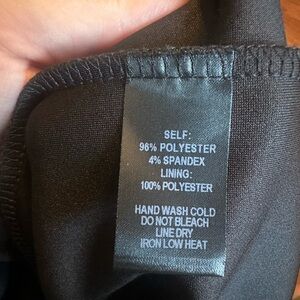 SELF:
96% POLYESTER
4% SPANDEX
LINING:
100% POLYESTER
HAND WASH COLD
DO NOT BLEACH
LINE DRY
IRON LOW HEAT